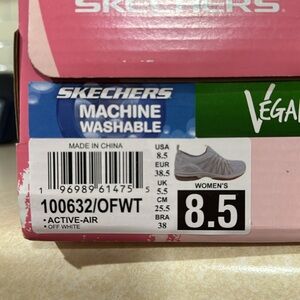 SKECHERS
SKECHERS
MACHINE
WASHABLE
VEGA
MADE IN CHINA
1 96989 61475 5
100632/OFWT
• ACTIVE-AIR
• OFF WHITE
USA
8.5
EUR
38.5
UK
5.5
CM
25.5
BRA
38
WOMEN'S
8.5